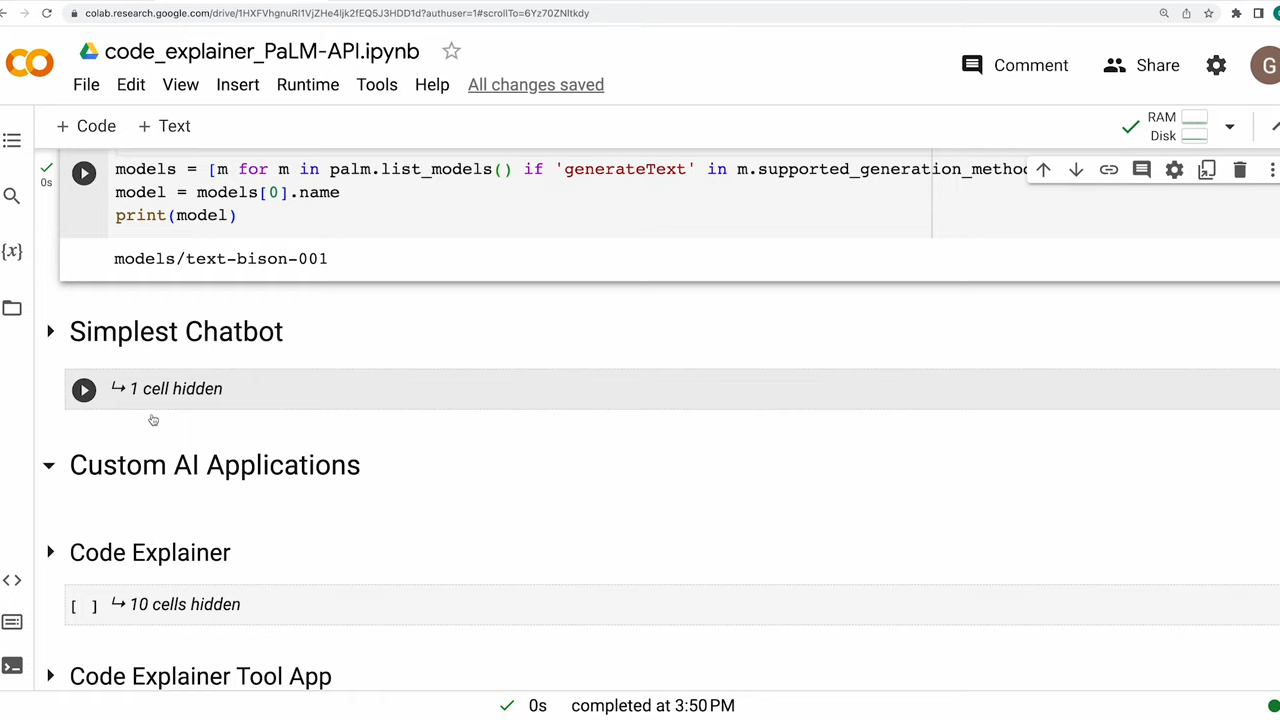 colab.research.google.com/drive/1HXFVhgnuRI1VjZHe4ljk2fEQ5J3HDD1d?authuser=1#scrollTo=6Yz70ZNItkdy
code_explainer_PaLM-API.ipynb
Comment
Share
G
File Edit View Insert Runtime Tools Help All changes saved
+ Code + Text
RAM
Disk
models = [m for m in palm.list_models() if 'generateText' in m.supported_generation_method
0s
model = models[0].name
print(model)
{x}
models/text-bison-001
Simplest Chatbot
1 cell hidden
Custom AI Applications
Code Explainer
[ ] 10 cells hidden
Code Explainer Tool App
0s completed at 3:50 PM